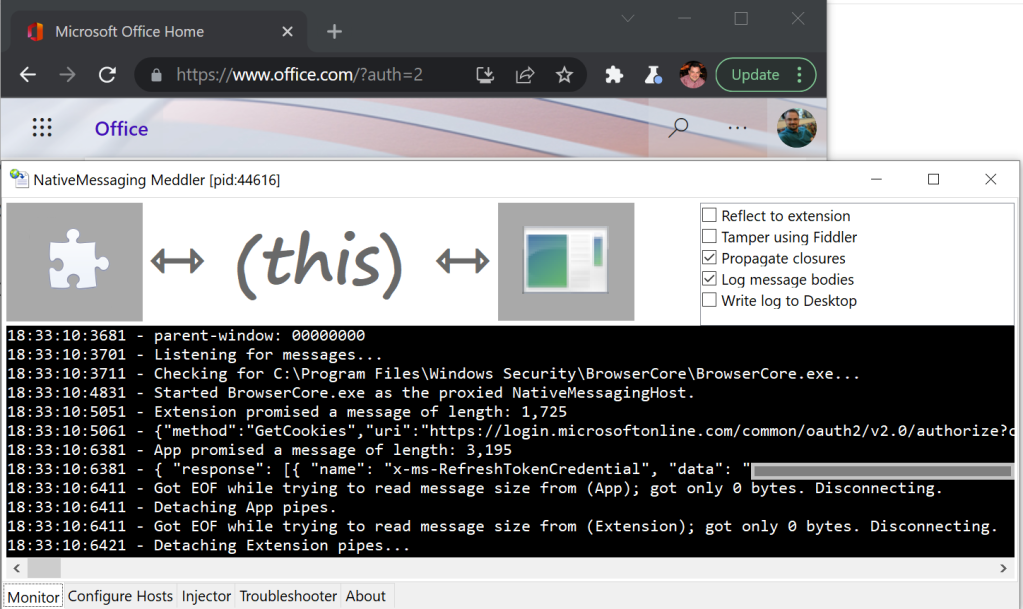 Microsoft Office Home
https://www.office.com/?auth=2
Update
Office
NativeMessaging Meddler [pid:44616]
(this)
Reflect to extension
Tamper using Fiddler
Propagate closures
Log message bodies
Write log to Desktop
18:33:10:3681 - parent-window: 00000000
18:33:10:3701 - Listening for messages...
18:33:10:3711 - Checking for C:\Program Files\Windows Security\BrowserCore\BrowserCore.exe...
18:33:10:4831 - Started BrowserCore.exe as the proxied NativeMessagingHost.
18:33:10:5051 - Extension promised a message of length: 1,725
18:33:10:5061 - {"method":"GetCookies","uri":"https://login.microsoftonline.com/common/oauth2/v2.0/authorize?c
18:33:10:6381 - App promised a message of length: 3,195
18:33:10:6381 - { "response": [{ "name": "x-ms-RefreshTokenCredential", "data": "
18:33:10:6411 - Got EOF while trying to read message size from (App); got only 0 bytes. Disconnecting.
18:33:10:6411 - Detaching App pipes.
18:33:10:6411 - Got EOF while trying to read message size from (Extension); got only 0 bytes. Disconnecting.
18:33:10:6421 - Detaching Extension pipes...
Monitor Configure Hosts Injector Troubleshooter About